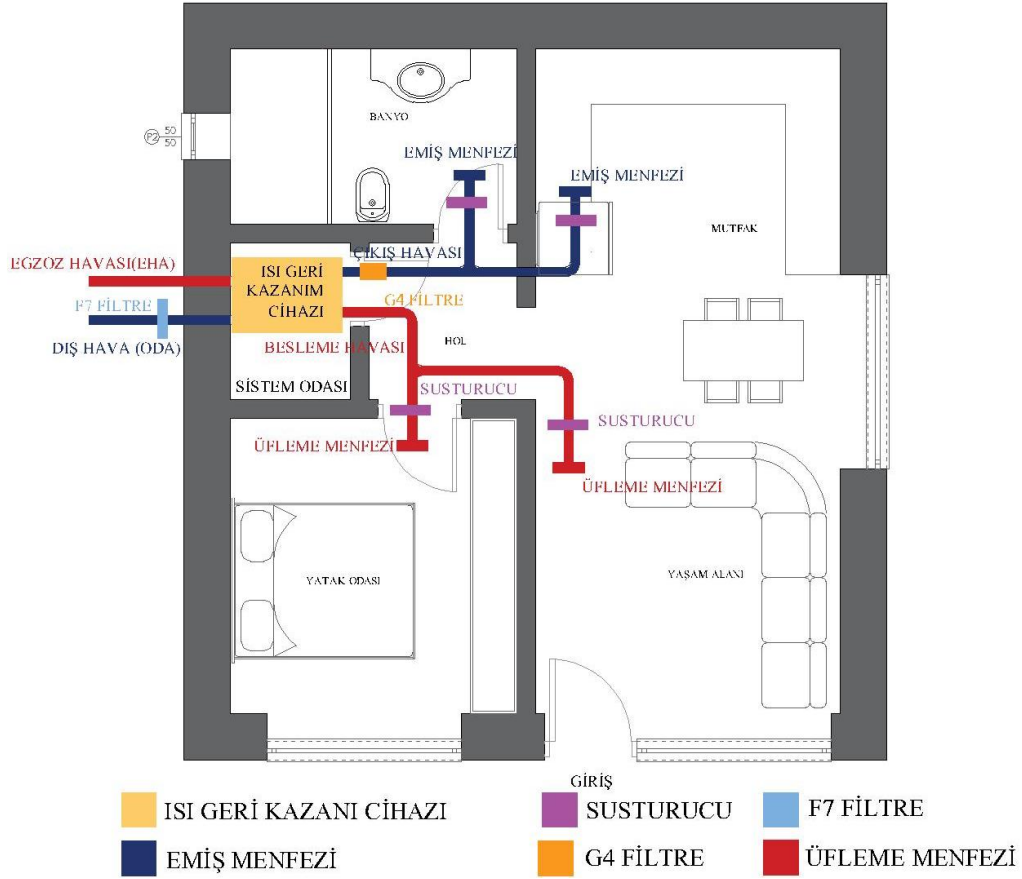 BANYO
P2 50
50
EMİŞ MENFEZİ
EMİŞ MENFEZİ
MUTFAK
ÇIKIŞ HAVASI
EGZOZ HAVASI(EHA)
ISI GERİ
KAZANIM
CİHAZI
F7 FİLTRE
G4 FİLTRE
DIŞ HAVA (ODA)
BESLEME HAVASI
HOL
SİSTEM ODASI
SUSTURUCU
SUSTURUCU
ÜFLEME MENFEZİ
ÜFLEME MENFEZİ
YATAK ODASI
YAŞAM ALANI
GİRİŞ
ISI GERİ KAZANI CİHAZI
SUSTURUCU
F7 FİLTRE
EMİŞ MENFEZİ
G4 FİLTRE
ÜFLEME MENFEZİ